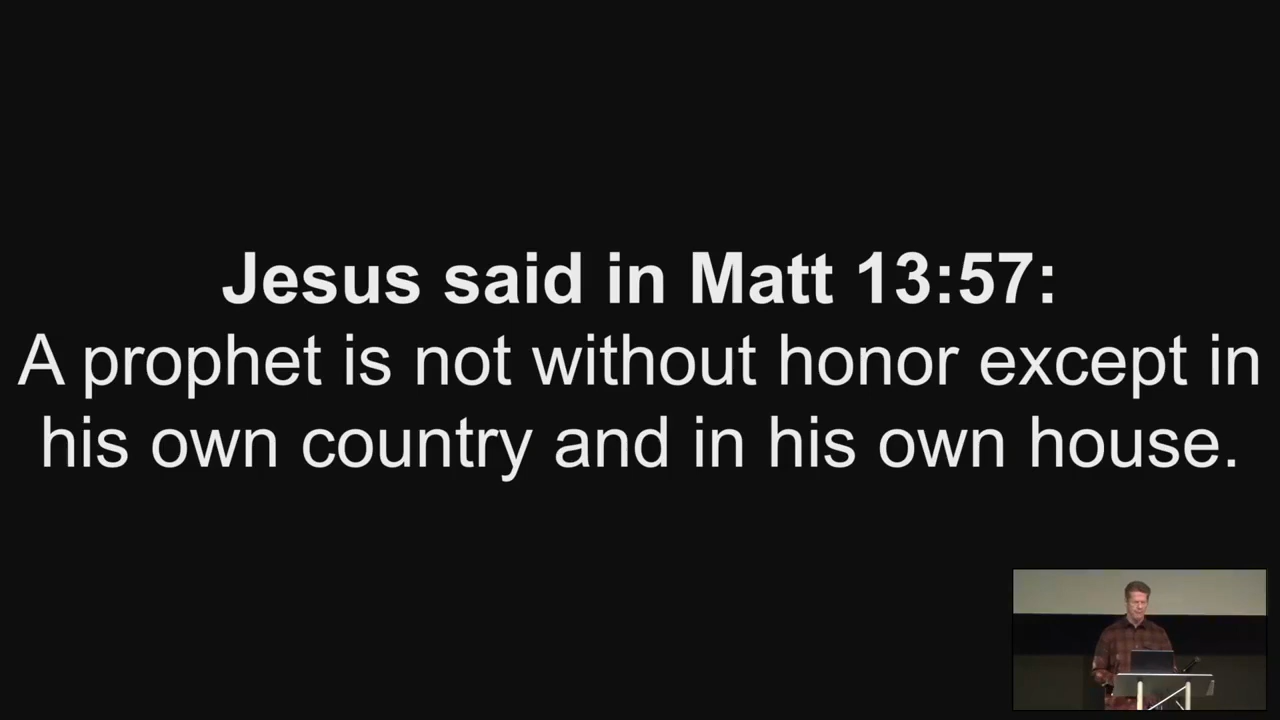 Jesus said in Matt 13:57:
A prophet is not without honor except in
his own country and in his own house.